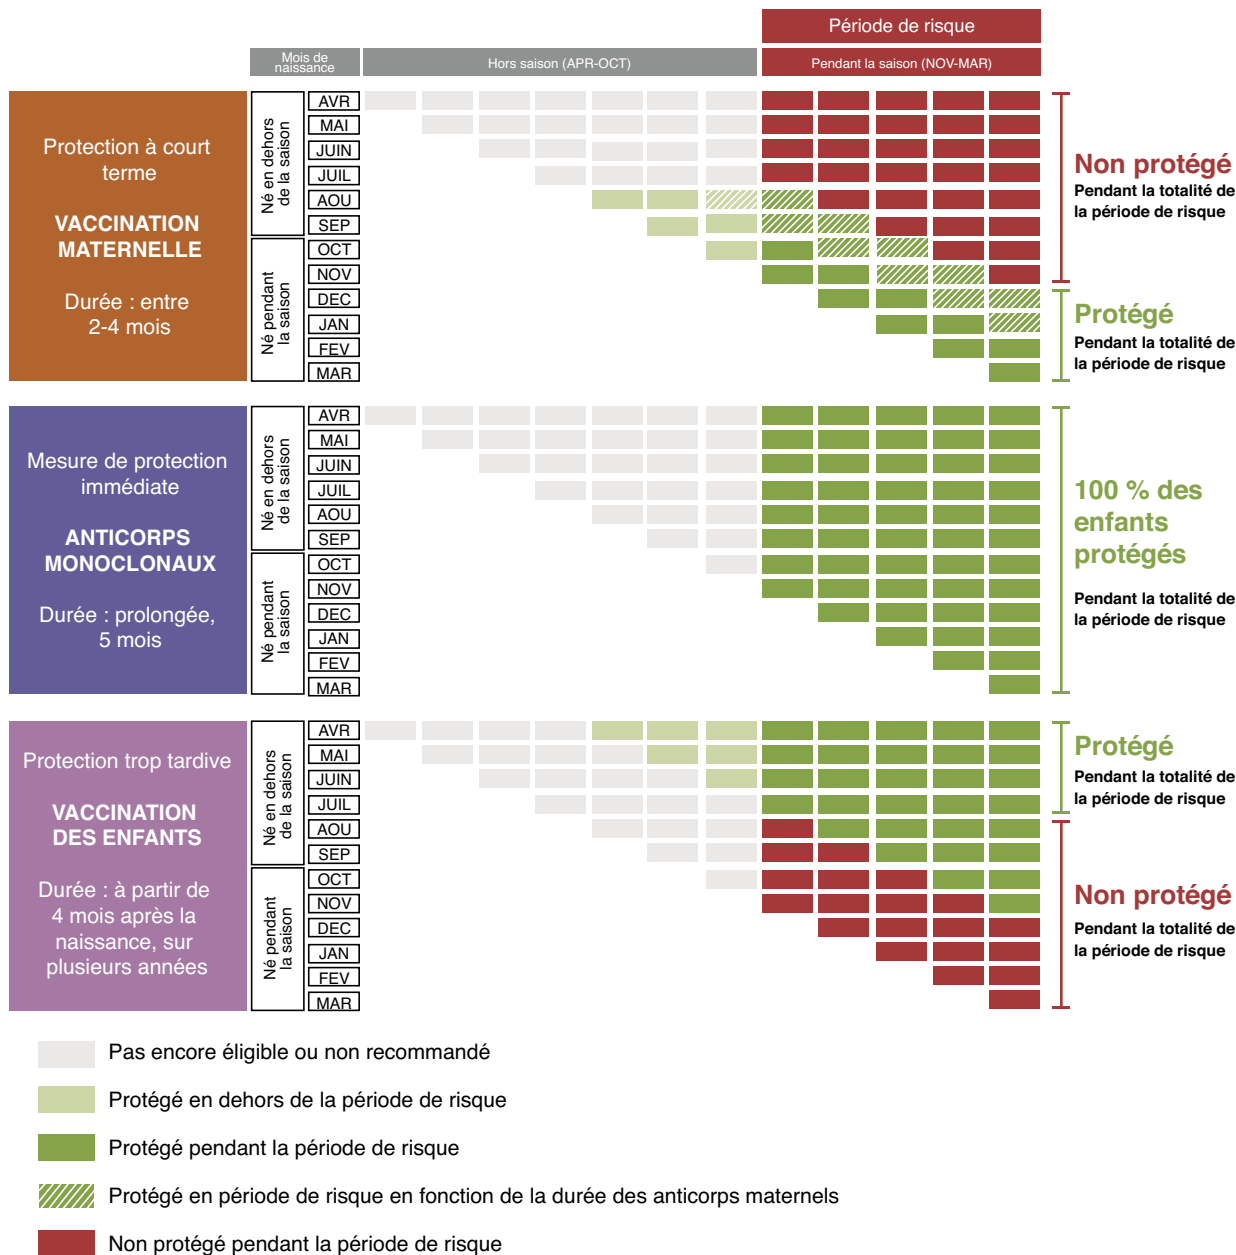 Période de risque
Mois de
naissance
Hors saison (APR-OCT)
Pendant la saison (NOV-MAR)
Protection à court
terme
VACCINATION
MATERNELLE
Durée : entre
2-4 mois
Né en dehors
de la saison
Né pendant
la saison
AVR
MAI
JUIN
JUIL
AOU
SEP
OCT
NOV
DEC
JAN
FEV
MAR
Non protégé
Pendant la totalité de
la période de risque
Protégé
Pendant la totalité de
la période de risque
Mesure de protection
immédiate
ANTICORPS
MONOCLONAUX
Durée : prolongée,
5 mois
Né en dehors
de la saison
Né pendant
la saison
AVR
MAI
JUIN
JUIL
AOU
SEP
OCT
NOV
DEC
JAN
FEV
MAR
100 % des
enfants
protégés
Pendant la totalité de
la période de risque
Protection trop tardive
VACCINATION
DES ENFANTS
Durée : à partir de
4 mois après la
naissance, sur
plusieurs années
Né en dehors
de la saison
Né pendant
la saison
AVR
MAI
JUIN
JUIL
AOU
SEP
OCT
NOV
DEC
JAN
FEV
MAR
Protégé
Pendant la totalité de
la période de risque
Non protégé
Pendant la totalité de
la période de risque
Pas encore éligible ou non recommandé
Protégé en dehors de la période de risque
Protégé pendant la période de risque
Protégé en période de risque en fonction de la durée des anticorps maternels
Non protégé pendant la période de risque